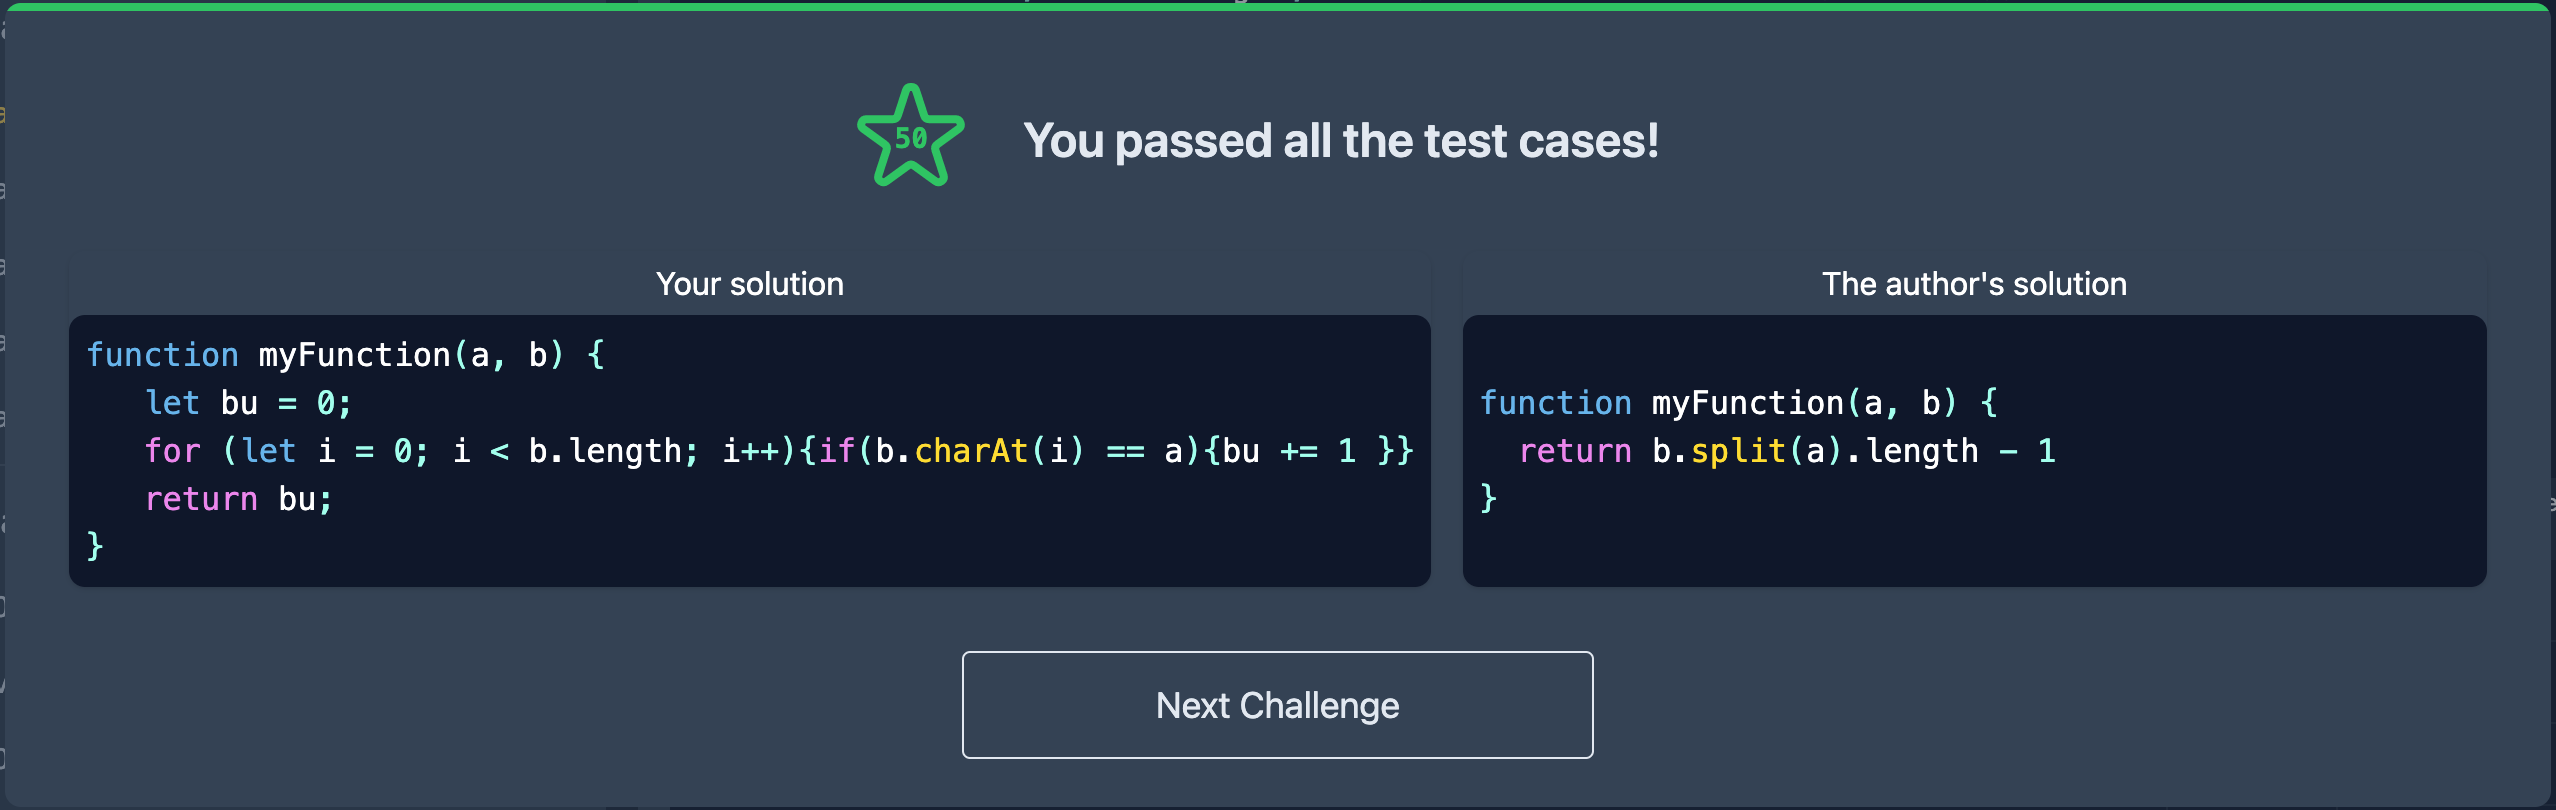 50
You passed all the test cases!
Your solution
function myFunction(a, b) {
   let bu = 0;
   for (let i = 0; i < b.length; i++){if(b.charAt(i) == a){bu += 1 }}
   return bu;
}
The author's solution
function myFunction(a, b) {
  return b.split(a).length - 1
}
Next Challenge